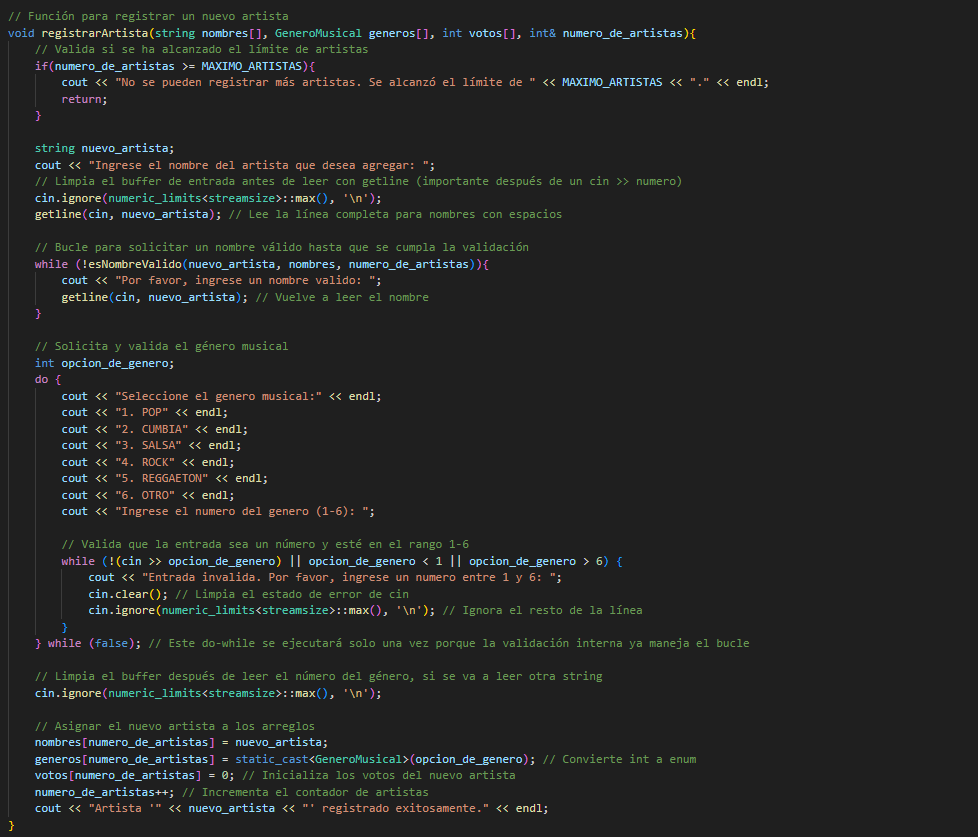 // Función para registrar un nuevo artista
void registrarArtista(string nombres[], GeneroMusical generos[], int votos[], int& numero_de_artistas){
    // Valida si se ha alcanzado el límite de artistas
    if(numero_de_artistas >= MAXIMO_ARTISTAS){
        cout << "No se pueden registrar más artistas. Se alcanzó el límite de " << MAXIMO_ARTISTAS << "." << endl;
        return;
    }

    string nuevo_artista;
    cout << "Ingrese el nombre del artista que desea agregar: ";
    // Limpia el buffer de entrada antes de leer con getline (importante después de un cin >> numero)
    cin.ignore(numeric_limits<streamsize>::max(), '\n');
    getline(cin, nuevo_artista); // Lee la línea completa para nombres con espacios

    // Bucle para solicitar un nombre válido hasta que se cumpla la validación
    while (!esNombreValido(nuevo_artista, nombres, numero_de_artistas)){
        cout << "Por favor, ingrese un nombre valido: ";
        getline(cin, nuevo_artista); // Vuelve a leer el nombre
    }

    // Solicita y valida el género musical
    int opcion_de_genero;
    do {
        cout << "Seleccione el genero musical:" << endl;
        cout << "1. POP" << endl;
        cout << "2. CUMBIA" << endl;
        cout << "3. SALSA" << endl;
        cout << "4. ROCK" << endl;
        cout << "5. REGGAETON" << endl;
        cout << "6. OTRO" << endl;
        cout << "Ingrese el numero del genero (1-6): ";

        // Valida que la entrada sea un número y esté en el rango 1-6
        while (!(cin >> opcion_de_genero) || opcion_de_genero < 1 || opcion_de_genero > 6) {
            cout << "Entrada invalida. Por favor, ingrese un numero entre 1 y 6: ";
            cin.clear(); // Limpia el estado de error de cin
            cin.ignore(numeric_limits<streamsize>::max(), '\n'); // Ignora el resto de la línea
        }
    } while (false); // Este do-while se ejecutará solo una vez porque la validación interna ya maneja el bucle

    // Limpia el buffer después de leer el número del género, si se va a leer otra string
    cin.ignore(numeric_limits<streamsize>::max(), '\n');

    // Asignar el nuevo artista a los arreglos
    nombres[numero_de_artistas] = nuevo_artista;
    generos[numero_de_artistas] = static_cast<GeneroMusical>(opcion_de_genero); // Convierte int a enum
    votos[numero_de_artistas] = 0; // Inicializa los votos del nuevo artista
    numero_de_artistas++; // Incrementa el contador de artistas
    cout << "Artista '" << nuevo_artista << "' registrado exitosamente." << endl;
}